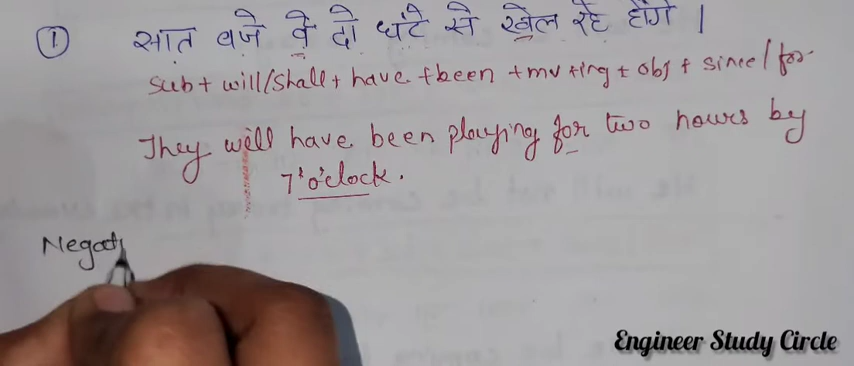 ① सात बजे वे दो घंटे से खेल रहे होंगे ।
Sub + will/shall + have + been + mv + ing + obj + since/for
They will have been playing for two hours by
7'o'clock.
Negati
Engineer Study Circle